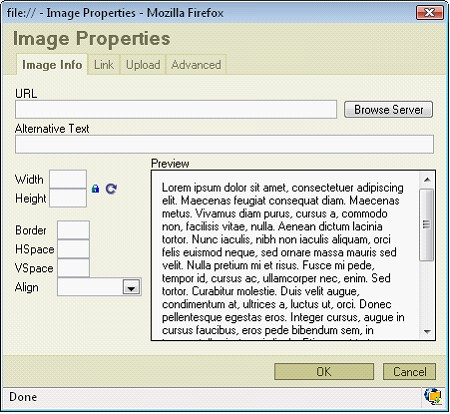 file:// - Image Properties - Mozilla Firefox
Image Properties
Image Info Link Upload Advanced
URL
Browse Server
Alternative Text
Width
Height
Border
HSpace
VSpace
Align
Preview
Lorem ipsum dolor sit amet, consectetuer adipiscing
elit. Maecenas feugiat consequat diam. Maecenas
metus. Vivamus diam purus, cursus a, commodo
non, facilisis vitae, nulla. Aenean dictum lacinia
tortor. Nunc iaculis, nibh non iaculis aliquam, orci
felis euismod neque, sed ornare massa mauris sed
velit. Nulla pretium mi et risus. Fusce mi pede,
tempor id, cursus ac, ullamcorper nec, enim. Sed
tortor. Curabitur molestie. Duis velit augue,
condimentum at, ultrices a, luctus ut, orci. Donec
pellentesque egestas eros. Integer cursus, augue in
cursus faucibus, eros pede bibendum sem, in
OK Cancel
Done